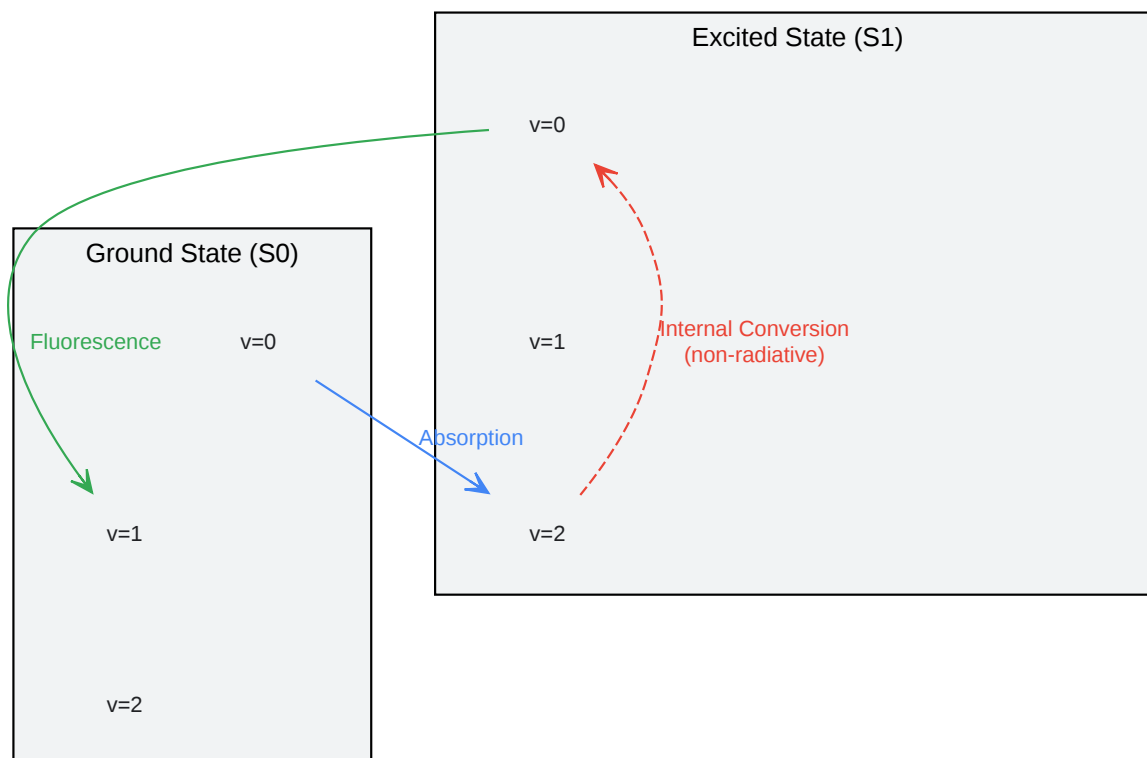 Excited State (S1)
v=0
Ground State (S0)
Fluorescence
v=0
v=1
Internal Conversion
(non-radiative)
Absorption
v=1
v=2
v=2